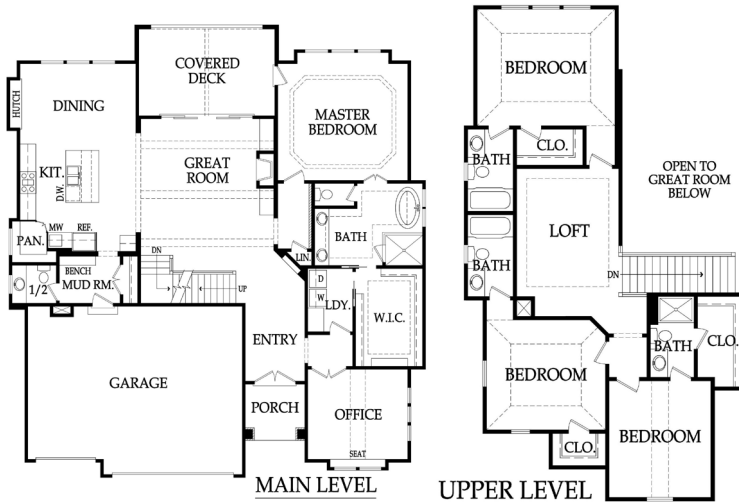 COVERED
DECK
DINING
HUTCH
MASTER
BEDROOM
KIT.
D.W.
GREAT
ROOM
MW
REF.
PAN.
BATH
LIN.
DN
BENCH
MUD RM.
1/2
UP
D
W
LDY.
W.I.C.
ENTRY
GARAGE
PORCH
OFFICE
SEAT
MAIN LEVEL
BEDROOM
CLO.
BATH
OPEN TO
GREAT ROOM
BELOW
LOFT
BATH
DN
BATH
CLO.
BEDROOM
CLO.
BEDROOM
UPPER LEVEL